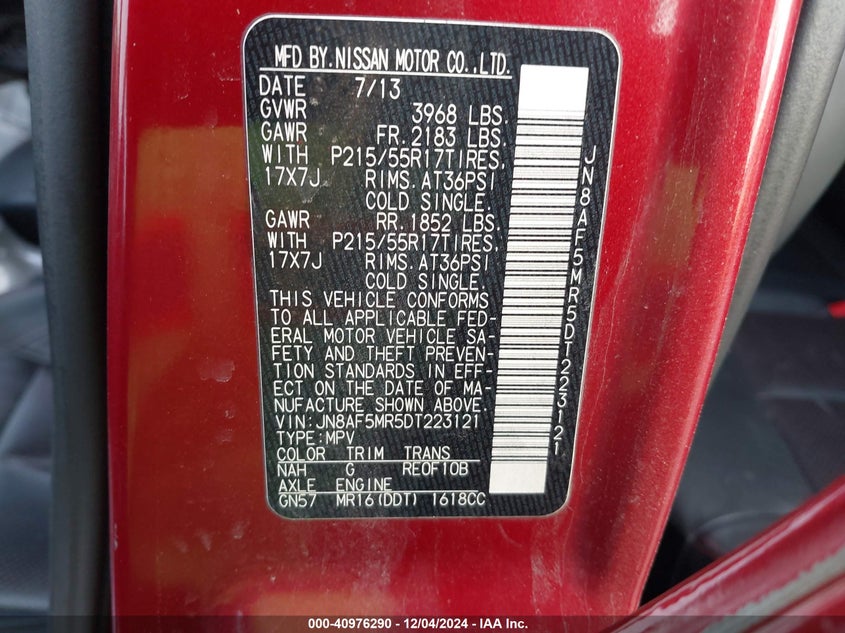 MFD BY.NISSAN MOTOR CO.,LTD.
DATE 7/13
GVWR 3968 LBS.
GAWR FR.2183 LBS.
WITH P215/55R17TIRES,
17X7J RIMS.AT36PSI
COLD SINGLE.
GAWR RR.1852 LBS.
WITH P215/55R17TIRES,
17X7J RIMS.AT36PSI
COLD SINGLE.
THIS VEHICLE CONFORMS
TO ALL APPLICABLE FED-
ERAL MOTOR VEHICLE SA-
FETY AND THEFT PREVEN-
TION STANDARDS IN EFF-
ECT ON THE DATE OF MA-
NUFACTURE SHOWN ABOVE.
VIN:JN8AF5MR5DT223121
TYPE:MPV
COLOR TRIM TRANS
NAH G RE0F10B
AXLE ENGINE
GN57 MR16(DDT) 1618CC
JN8AF5MR5DT223121
000-40976290 - 12/04/2024 - IAA Inc.